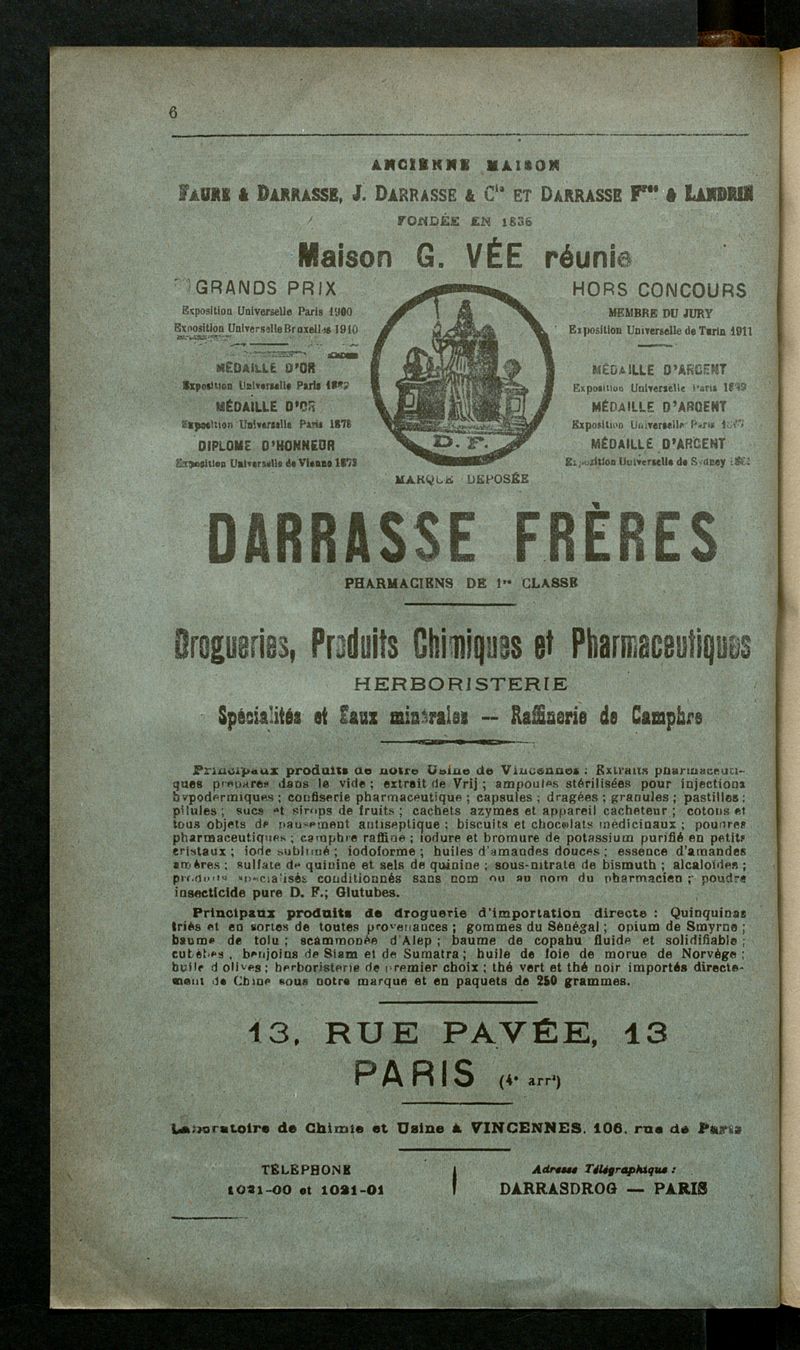 6
ANCIENNE MAISON
FAURE & DARRASSE, J. DARRASSE & Cie ET DARRASSE Fres & LANDRIN
FONDÉE EN 1836
Maison G. VÉE réunie
GRANDS PRIX
Exposition Universelle Paris 1900
Exposition Universelle Bruxelles 1910
MÉDAILLE D'OR
Exposition Universelle Paris
MÉDAILLE D'OR
Exposition Universelle Paris 1878
DIPLOME D'HONNEUR
Exposition Universelle de Vienne 1873
D. F.
MARQUE DÉPOSÉE
HORS CONCOURS
MEMBRE DU JURY
Exposition Universelle de Turin 1911
MÉDAILLE D'ARGENT
Exposition Universelle Paris
MÉDAILLE D'ARGENT
Exposition Universelle Paris
MÉDAILLE D'ARGENT
Exposition Universelle de Sydney
DARRASSE FRÈRES
PHARMACIENS DE 1re CLASSE
Drogueries, Produits Chimiques et Pharmaceutiques
HERBORISTERIE
Spécialités et Eaux minérales — Raffinerie de Camphre
Principaux produits de notre Usine de Vincennes : Extraits pharmaceuti-
ques préparés dans le vide ; extrait de Vrij ; ampoules stérilisées pour injections
hypodermiques ; confiserie pharmaceutique ; capsules ; dragées ; granules ; pastilles ;
pilules ; sucs et sirops de fruits ; cachets azymes et appareil cacheteur ; cotons et
tous objets de pansement antiseptique ; biscuits et chocolats médicinaux ; poudres
pharmaceutiques ; camphre raffiné ; iodure et bromure de potassium purifié en petits
cristaux ; iode sublimé ; iodoforme ; huiles d'amandes douces ; essence d'amandes
amères ; sulfate de quinine et sels de quinine ; sous-nitrate de bismuth ; alcaloïdes ;
produits spécialisés conditionnés sans nom ou au nom du pharmacien ; poudre
insecticide pure D. F.; Glutubes.
Principaux produits de droguerie d'importation directe : Quinquinas
triés et en sortes de toutes provenances ; gommes du Sénégal ; opium de Smyrne ;
baume de tolu ; scammonée d'Alep ; baume de copahu fluide et solidifiable ;
cubèbes , benjoins de Siam et de Sumatra ; huile de foie de morue de Norvège ;
huile d'olives ; herboristerie de premier choix ; thé vert et thé noir importés directe-
ment de Chine sous notre marque et en paquets de 250 grammes.
13, RUE PAVÉE, 13
PARIS (4e arrt)
Laboratoire de Chimie et Usine à VINCENNES. 106. rue de Paris
TÉLÉPHONE
1021-00 et 1021-01
Adresse Télégraphique :
DARRASDROG — PARIS